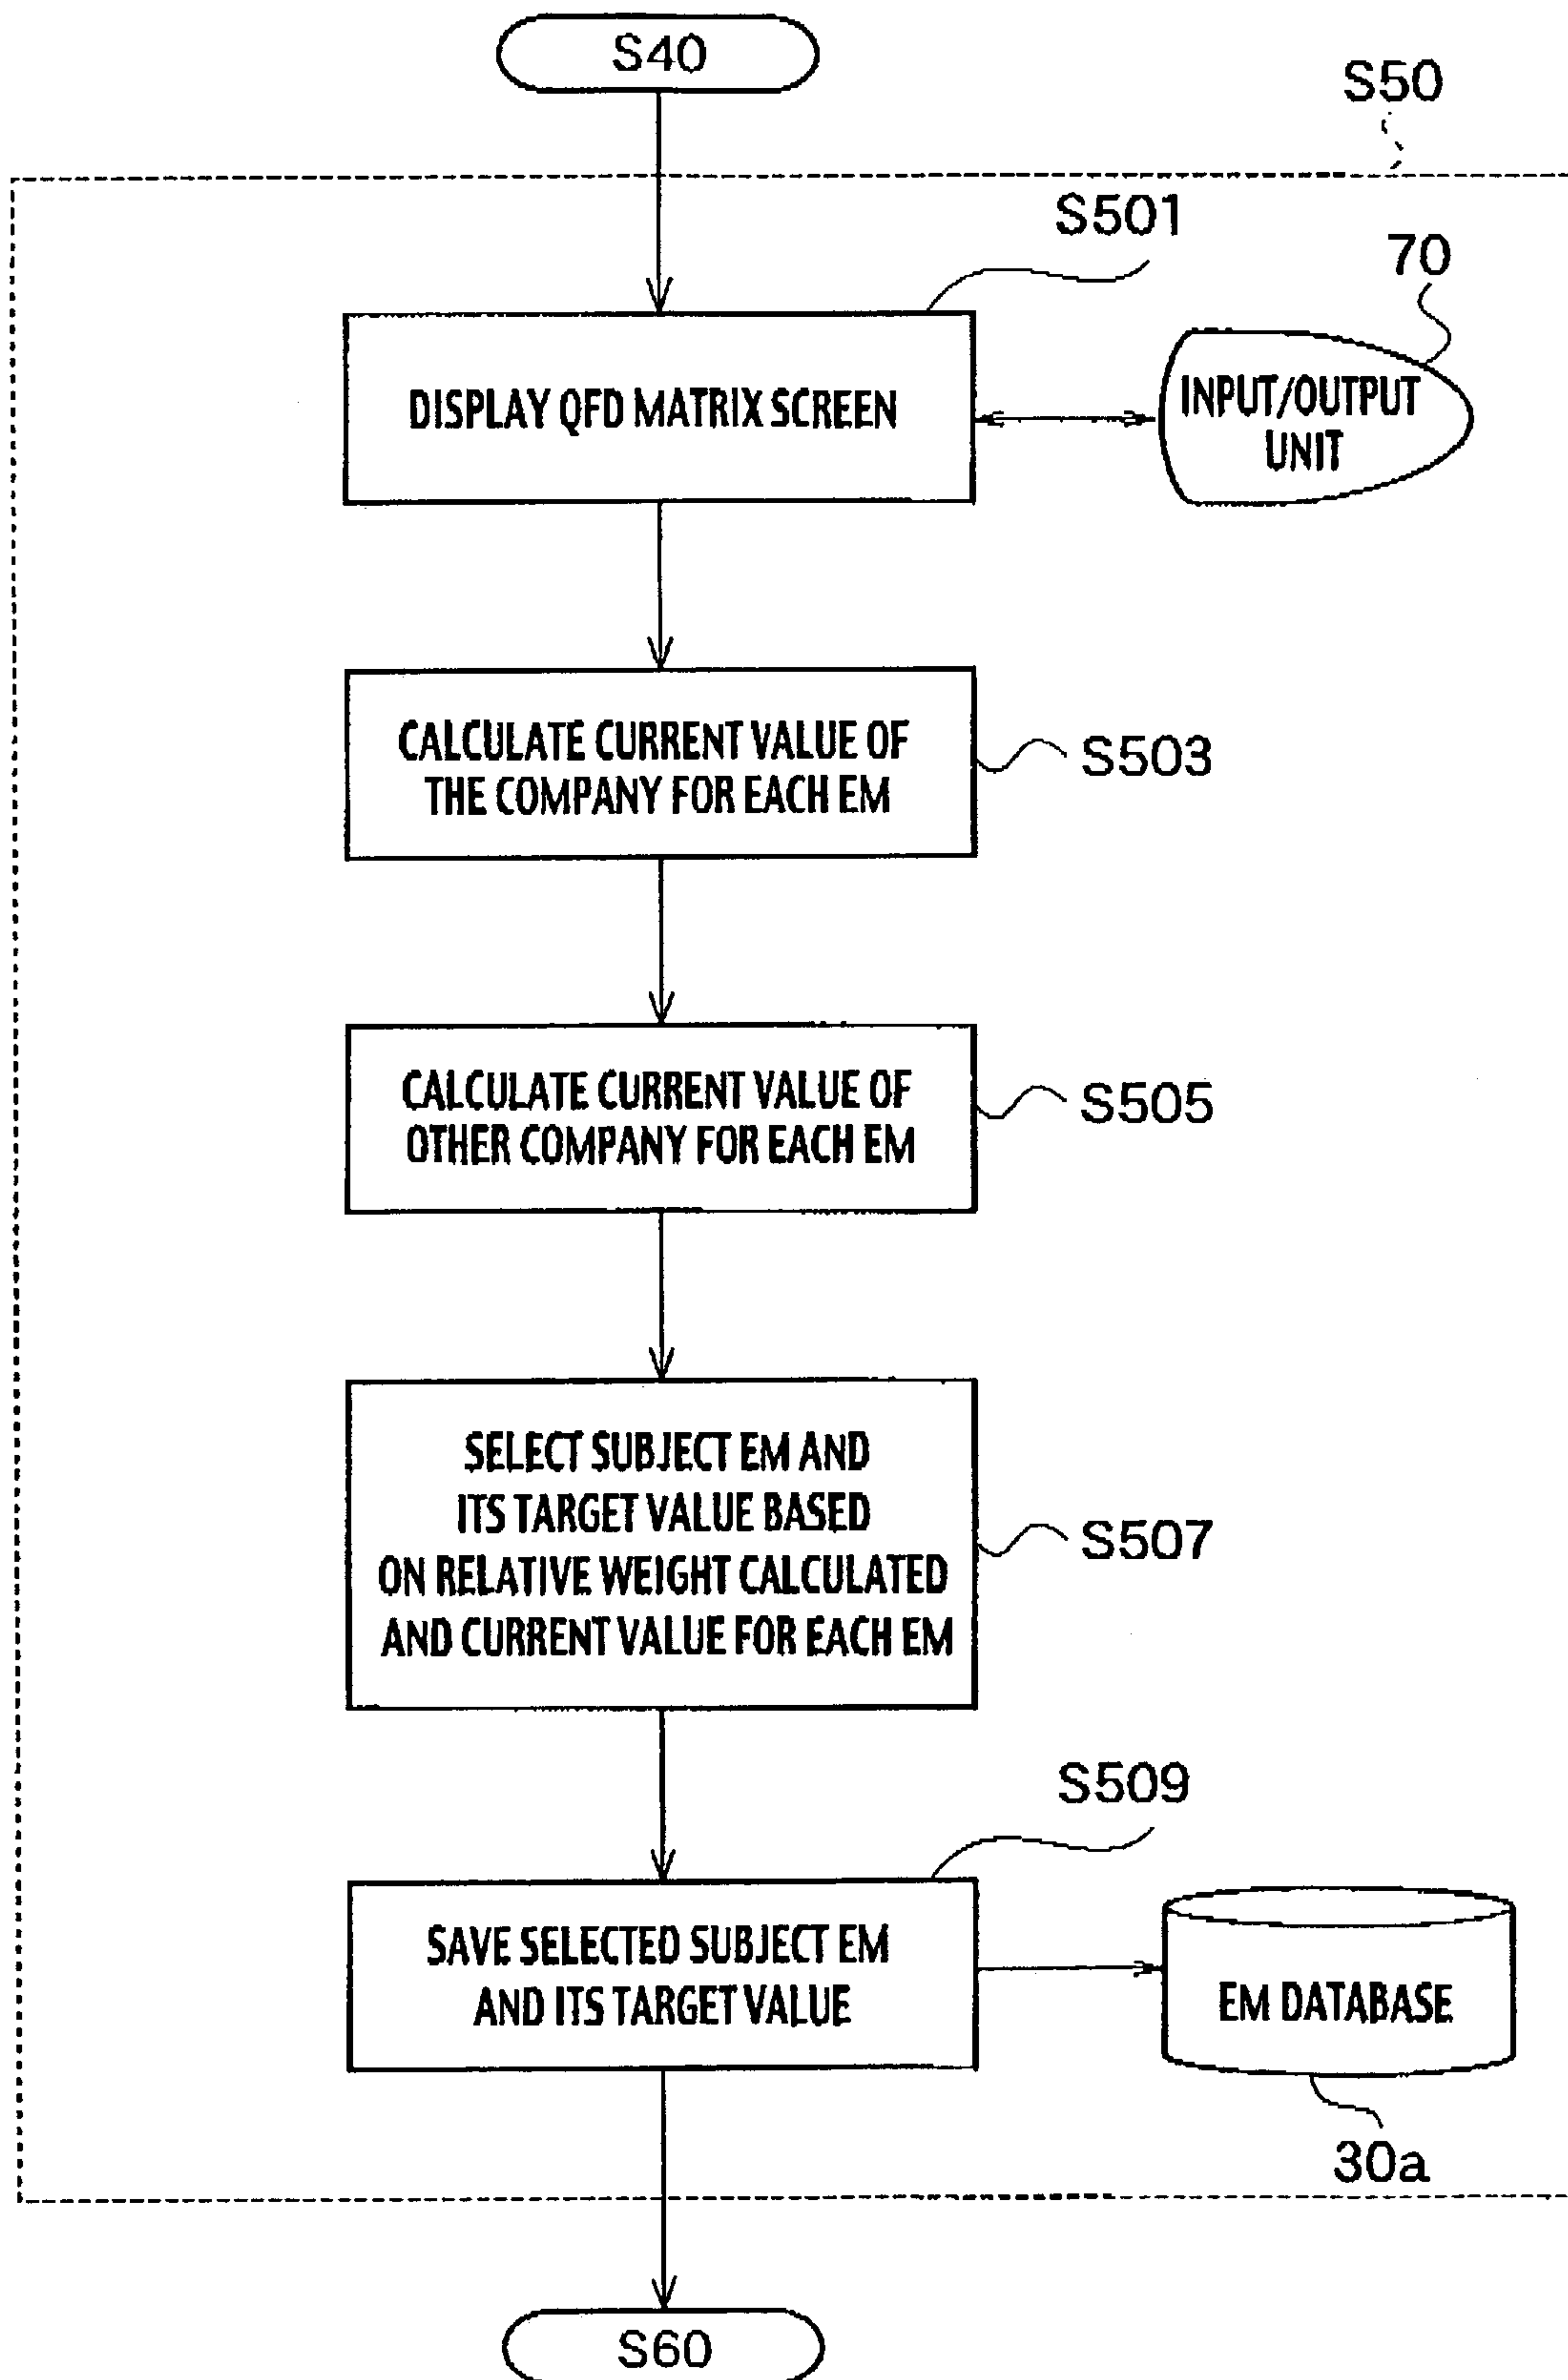 S40
S50
S501
70
DISPLAY QFD MATRIX SCREEN
INPUT/OUTPUT
UNIT
CALCULATE CURRENT VALUE OF
THE COMPANY FOR EACH EM
S503
CALCULATE CURRENT VALUE OF
OTHER COMPANY FOR EACH EM
S505
SELECT SUBJECT EM AND
ITS TARGET VALUE BASED
ON RELATIVE WEIGHT CALCULATED
AND CURRENT VALUE FOR EACH EM
S507
S509
SAVE SELECTED SUBJECT EM
AND ITS TARGET VALUE
EM DATABASE
30a
S60